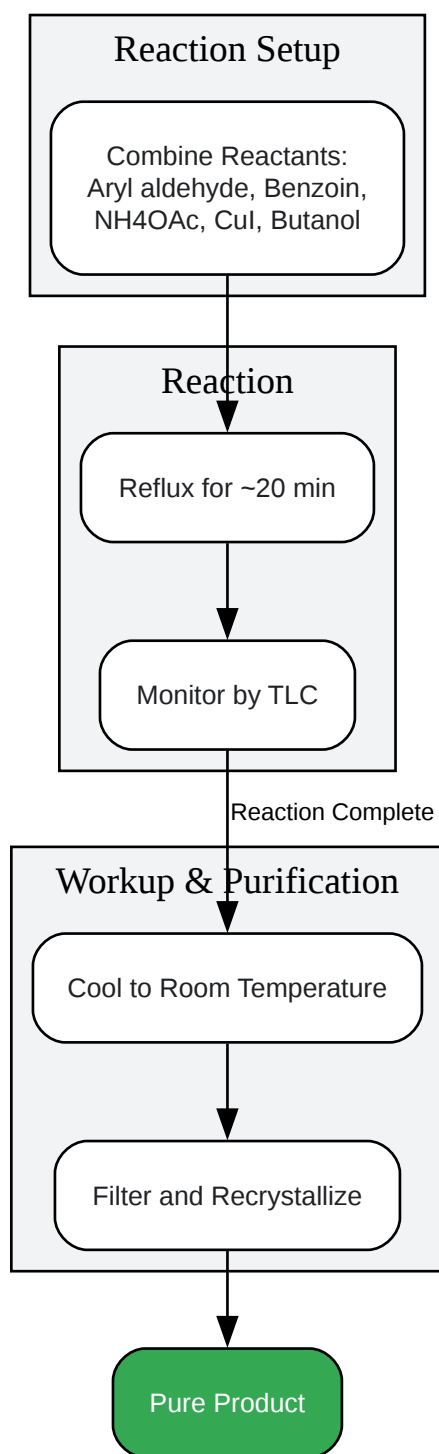 Reaction Setup
Combine Reactants:
Aryl aldehyde, Benzoin,
NH4OAc, CuI, Butanol
Reaction
Reflux for ~20 min
Monitor by TLC
Reaction Complete
Workup & Purification
Cool to Room Temperature
Filter and Recrystallize
Pure Product